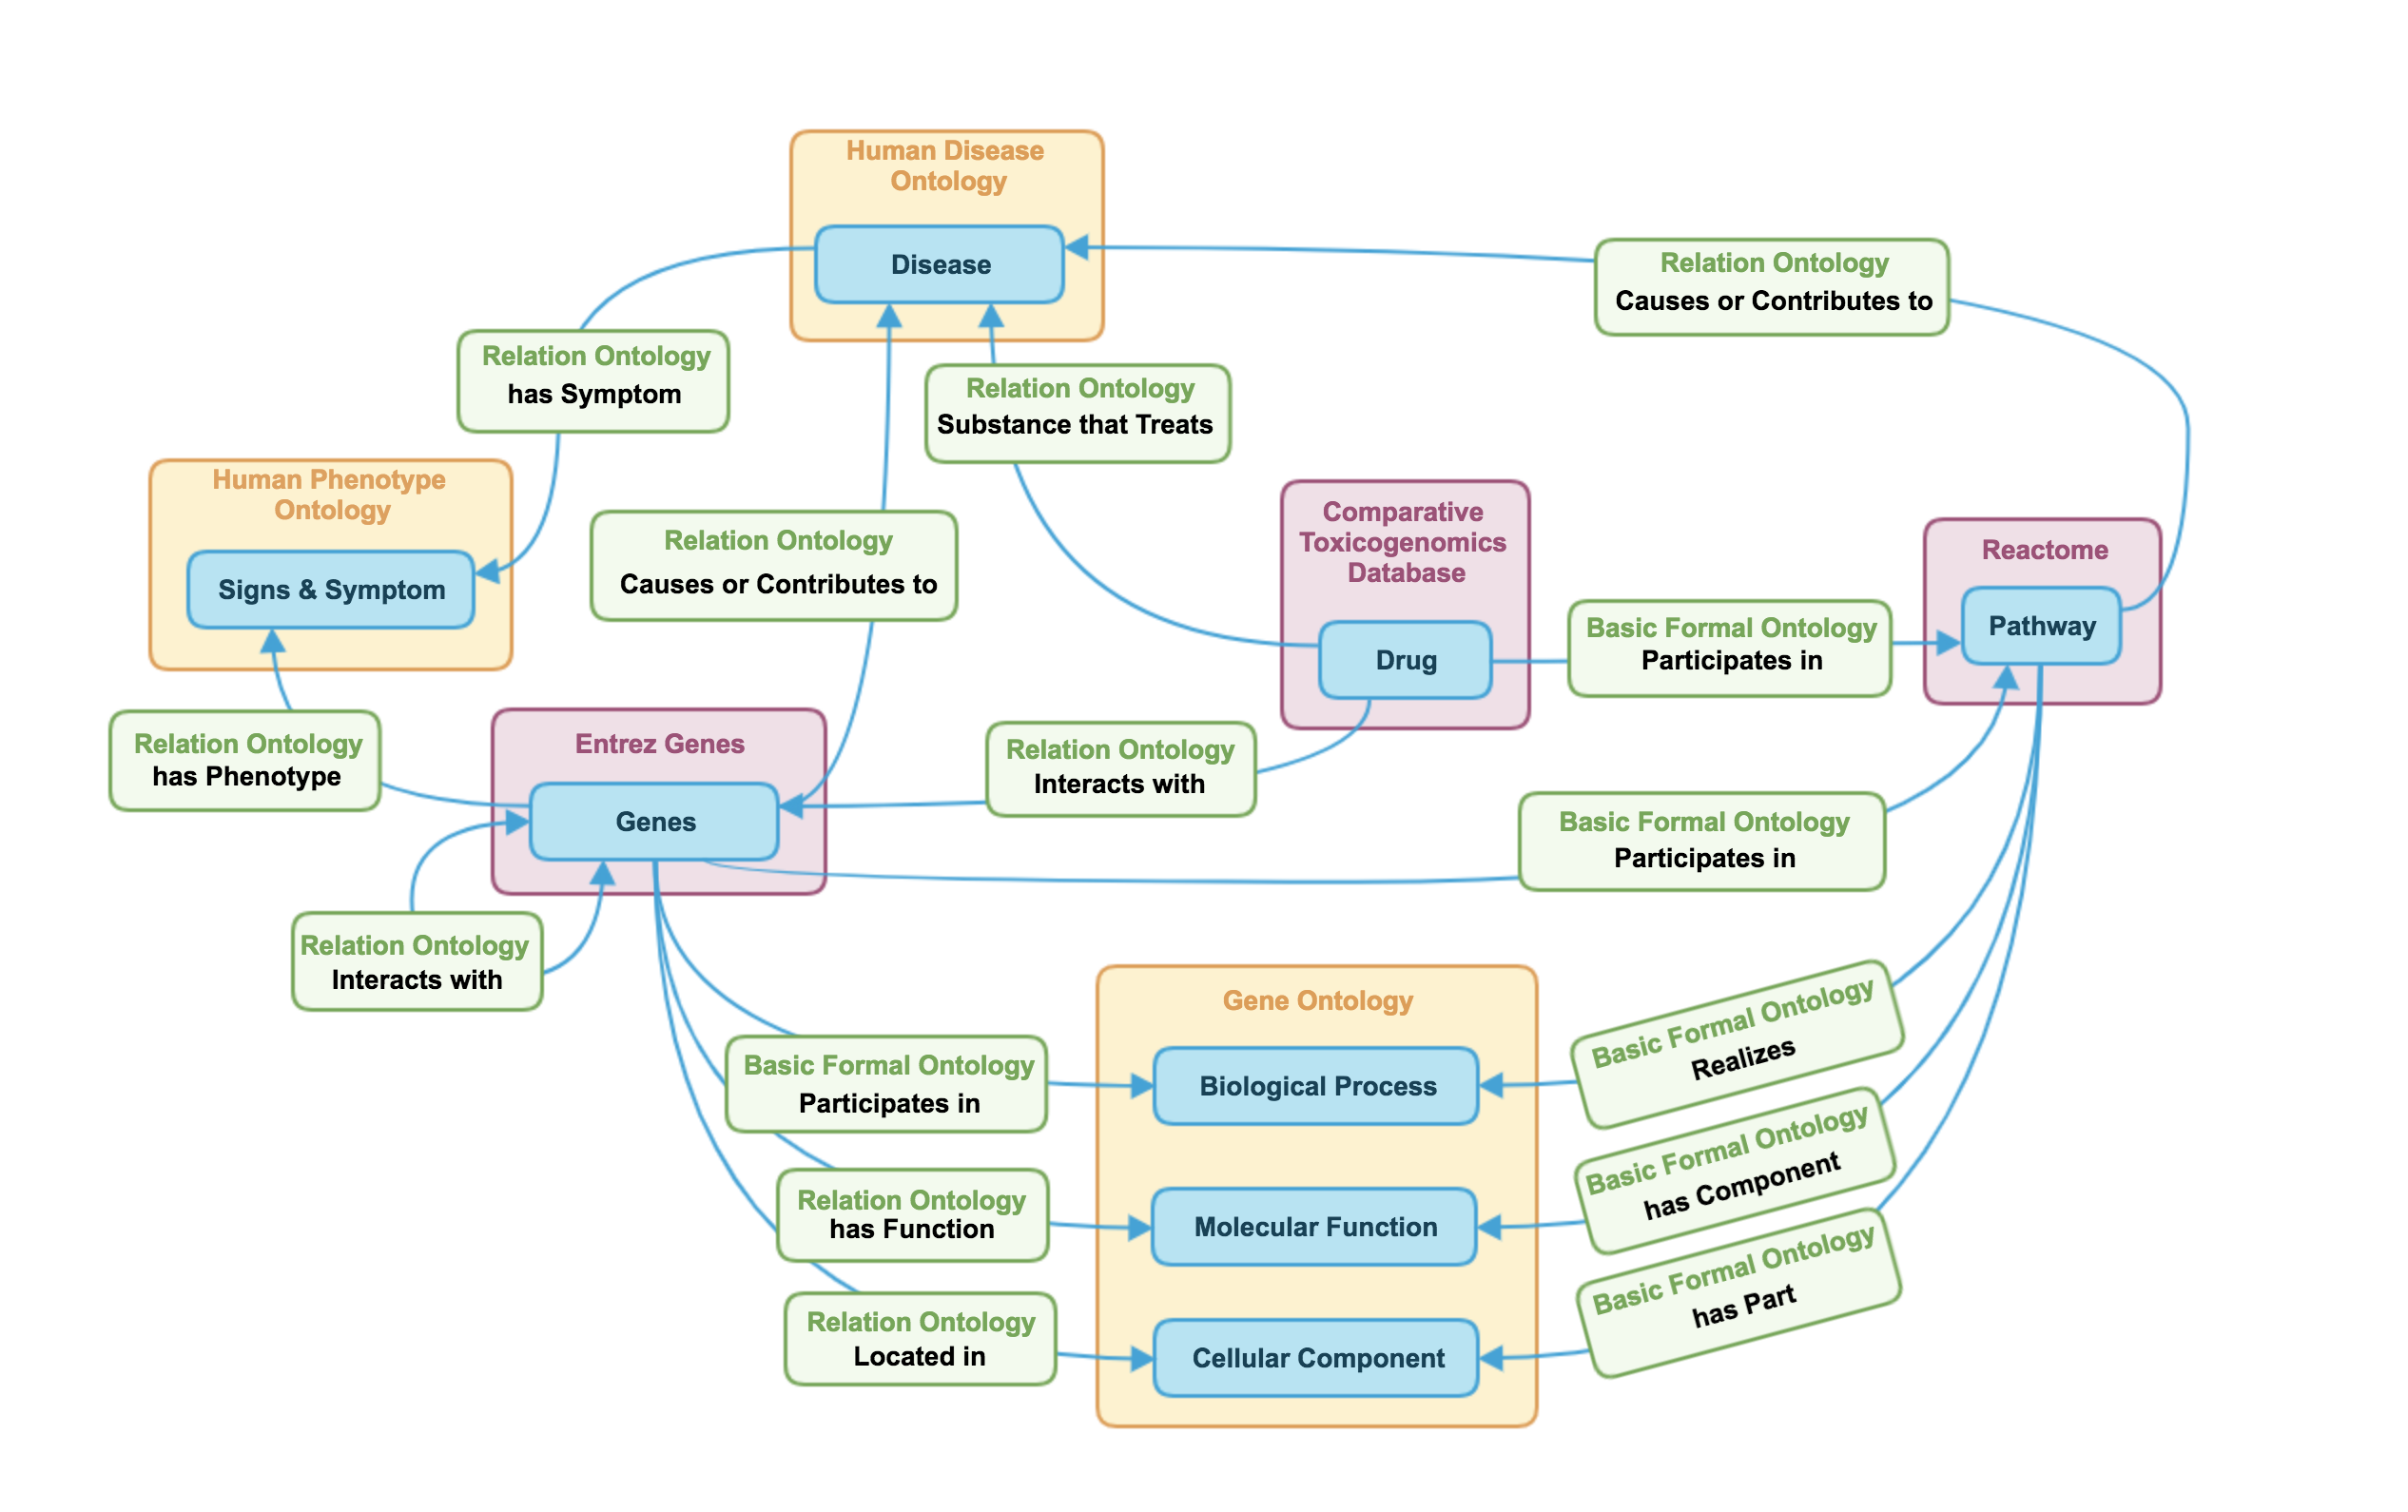 Human Disease
Ontology
Disease
Relation Ontology
Causes or Contributes to
Relation Ontology
has Symptom
Relation Ontology
Substance that Treats
Human Phenotype
Ontology
Signs & Symptom
Relation Ontology
Causes or Contributes to
Comparative
Toxicogenomics
Database
Drug
Basic Formal Ontology
Participates in
Reactome
Pathway
Relation Ontology
has Phenotype
Entrez Genes
Genes
Relation Ontology
Interacts with
Basic Formal Ontology
Participates in
Relation Ontology
Interacts with
Gene Ontology
Basic Formal Ontology
Participates in
Biological Process
Basic Formal Ontology
Realizes
Relation Ontology
has Function
Molecular Function
Basic Formal Ontology
has Component
Relation Ontology
Located in
Cellular Component
Basic Formal Ontology
has Part